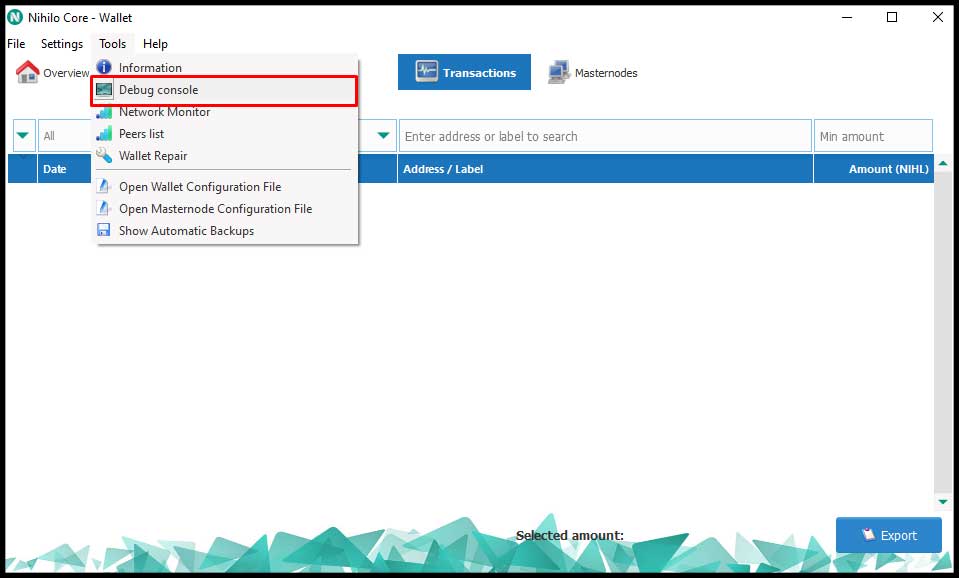 Nihilo Core - Wallet
File Settings Tools Help
Overview
Transactions
Masternodes
Information
Debug console
Network Monitor
Peers list
Wallet Repair
Open Wallet Configuration File
Open Masternode Configuration File
Show Automatic Backups
All
Enter address or label to search
Min amount
Date
Address / Label
Amount (NIHL)
Selected amount:
Export